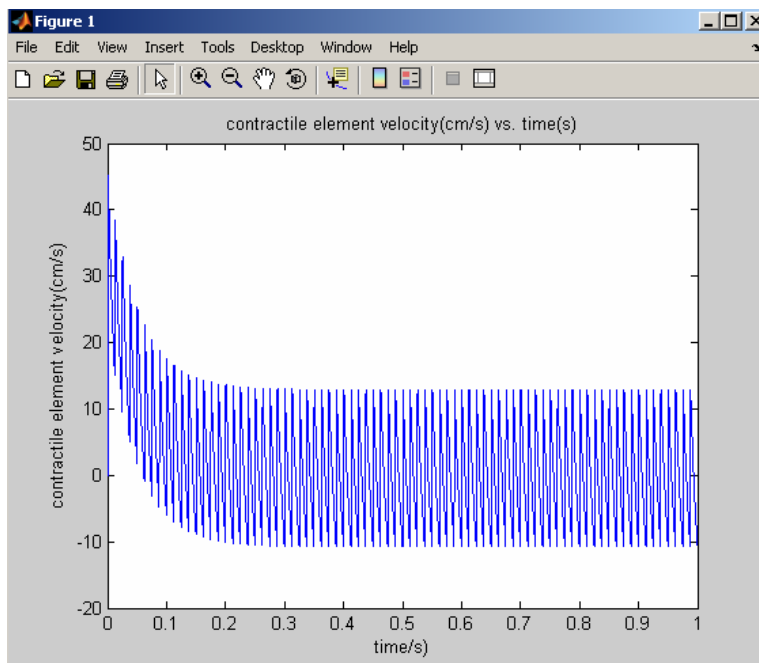 Figure 1
File Edit View Insert Tools Desktop Window Help
contractile element velocity(cm/s) vs. time(s)
contractile element velocity(cm/s)
50
40
30
20
10
0
-10
-20
0 0.1 0.2 0.3 0.4 0.5 0.6 0.7 0.8 0.9 1
time/s)